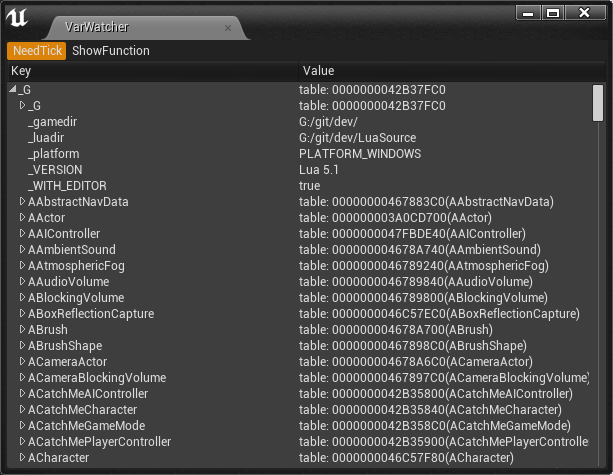 VarWatcher
NeedTick ShowFunction
Key Value
_G table: 0000000042B37FC0
_G table: 0000000042B37FC0
_gamedir G:/git/dev/
_luadir G:/git/dev/LuaSource
_platform PLATFORM_WINDOWS
_VERSION Lua 5.1
_WITH_EDITOR true
AAbstractNavData table: 00000000467883C0(AAbstractNavData)
AActor table: 000000003A0CD700(AActor)
AAIController table: 0000000047FBDE40(AAIController)
AAmbientSound table: 000000004678A740(AAmbientSound)
AAtmosphericFog table: 0000000046789240(AAtmosphericFog)
AAudioVolume table: 0000000046789840(AAudioVolume)
ABlockingVolume table: 0000000046789800(ABlockingVolume)
ABoxReflectionCapture table: 0000000046C57EC0(ABoxReflectionCapture)
ABrush table: 000000004678A700(ABrush)
ABrushShape table: 00000000467898C0(ABrushShape)
ACameraActor table: 000000004678A6C0(ACameraActor)
ACameraBlockingVolume table: 00000000467897C0(ACameraBlockingVolume)
ACatchMeAIController table: 0000000042B35800(ACatchMeAIController)
ACatchMeCharacter table: 0000000042B35840(ACatchMeCharacter)
ACatchMeGameMode table: 0000000042B358C0(ACatchMeGameMode)
ACatchMePlayerController table: 0000000042B35900(ACatchMePlayerController
ACharacter table: 0000000046C57F80(ACharacter)